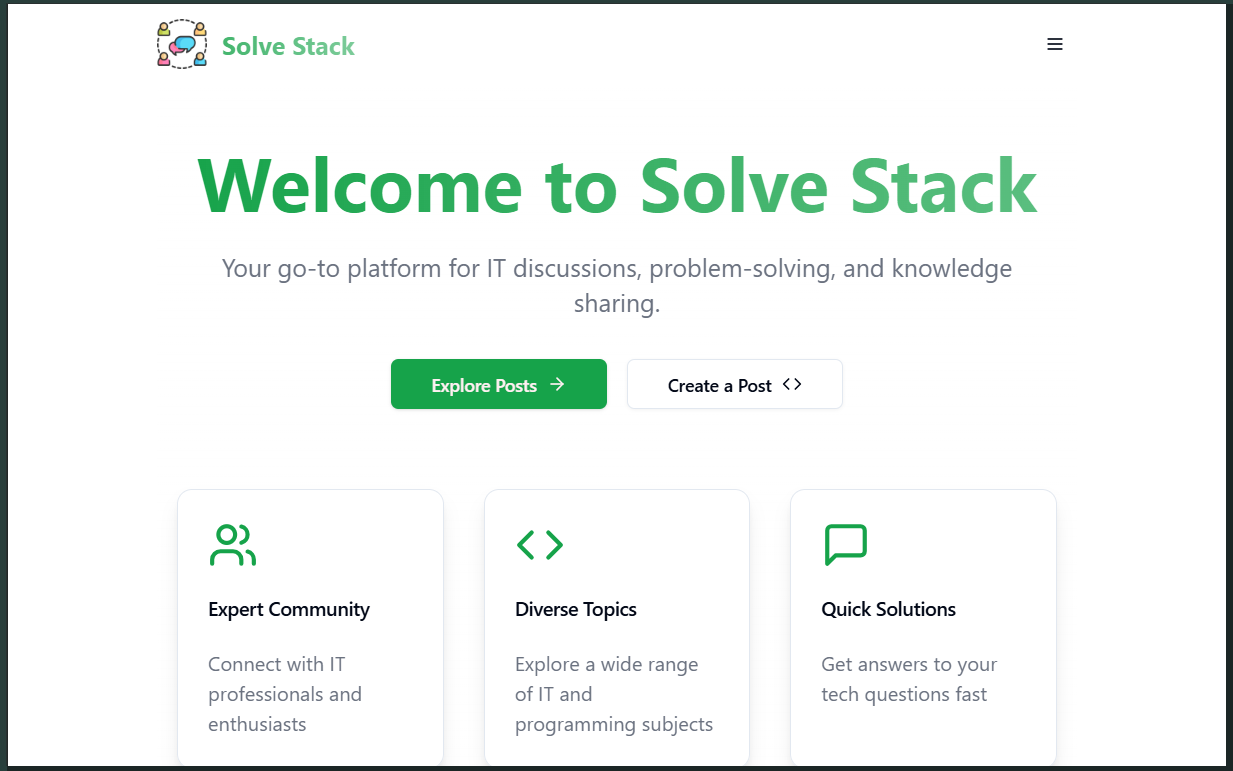 Solve Stack
Welcome to Solve Stack
Your go-to platform for IT discussions, problem-solving, and knowledge
sharing.
Explore Posts
Create a Post
Expert Community
Connect with IT
professionals and
enthusiasts
Diverse Topics
Explore a wide range
of IT and
programming subjects
Quick Solutions
Get answers to your
tech questions fast